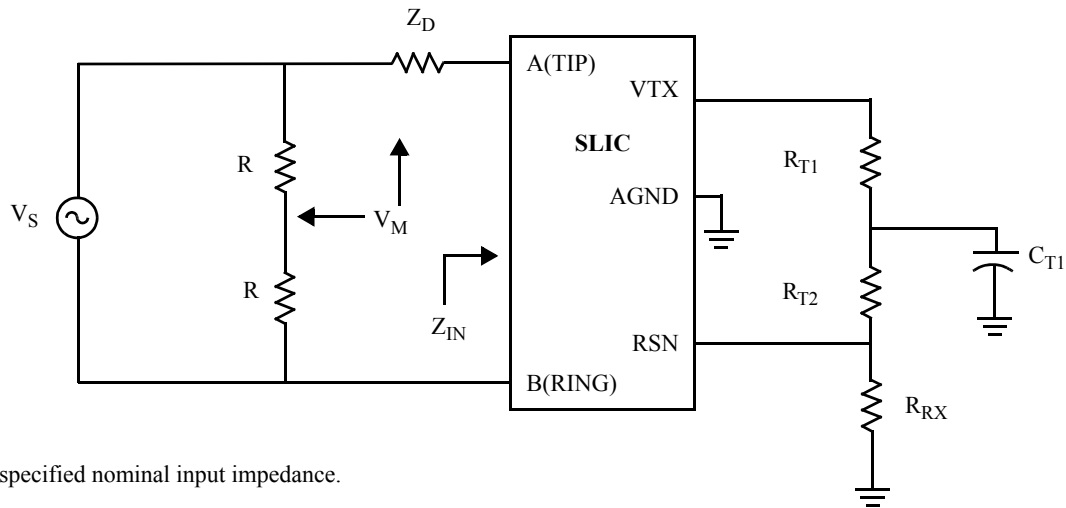 Z_D
A(TIP)
VTX
SLIC
R_T1
R
AGND
V_S
V_M
C_T1
R
R_T2
Z_IN
RSN
B(RING)
R_RX
specified nominal input impedance.